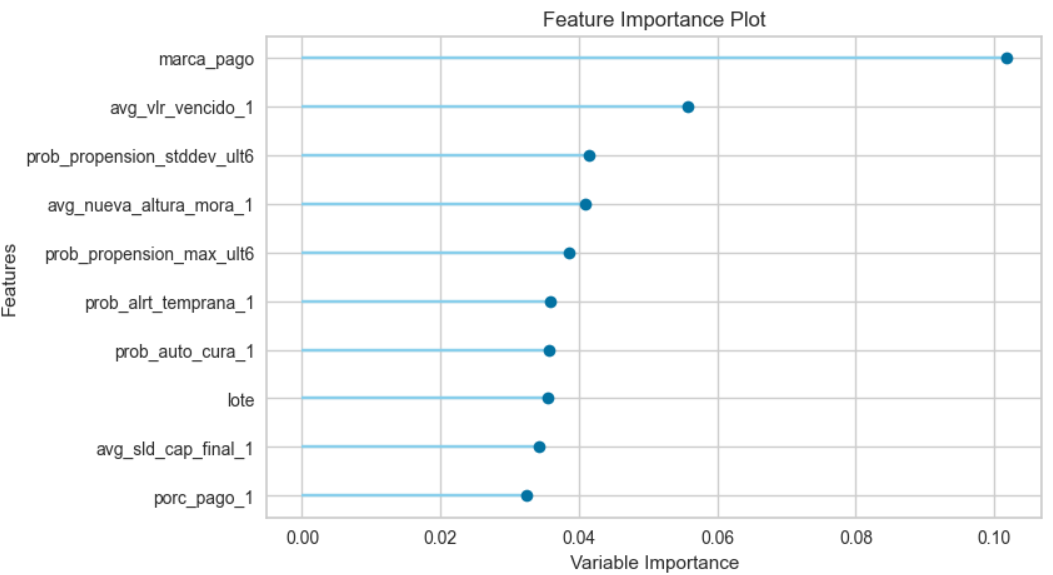 Feature Importance Plot
marca_pago
avg_vlr_vencido_1
prob_propension_stddev_ult6
avg_nueva_altura_mora_1
prob_propension_max_ult6
prob_alrt_temprana_1
prob_auto_cura_1
lote
avg_sld_cap_final_1
porc_pago_1
Features
0.00 0.02 0.04 0.06 0.08 0.10
Variable Importance